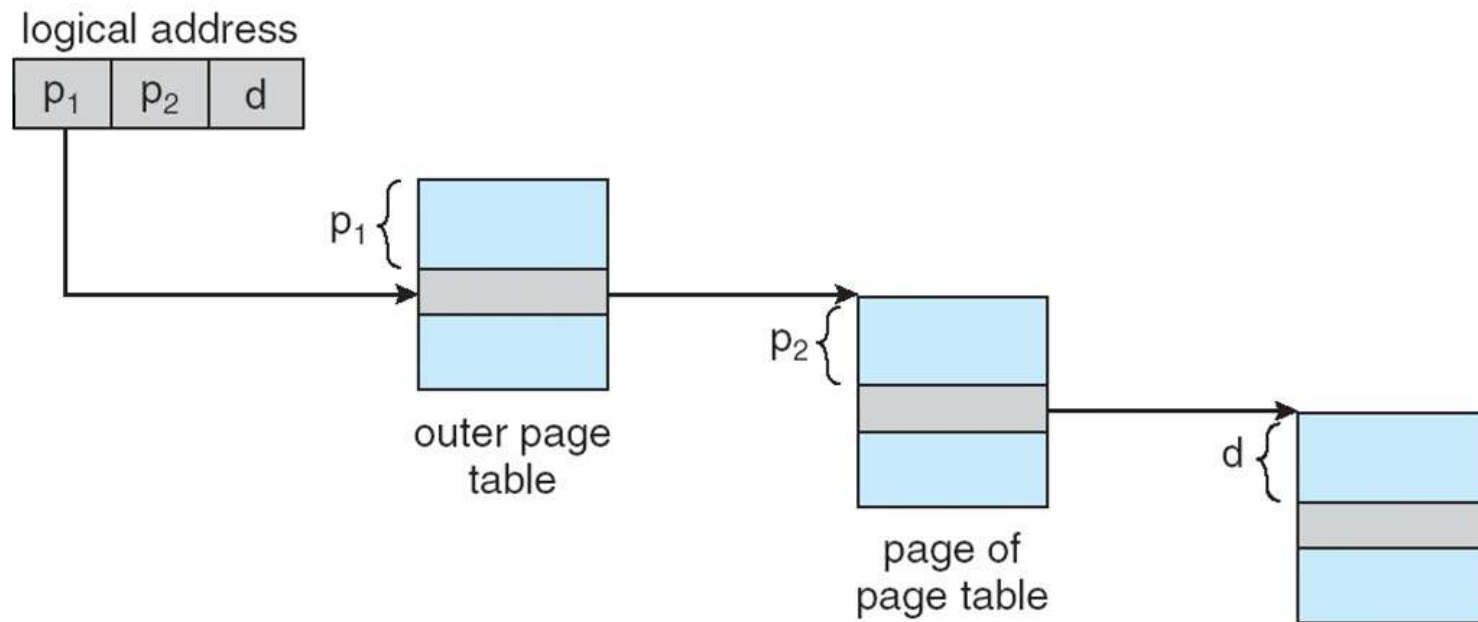 logical address
p₁ p₂ d
p₁
outer page
table
p₂
page of
page table
d